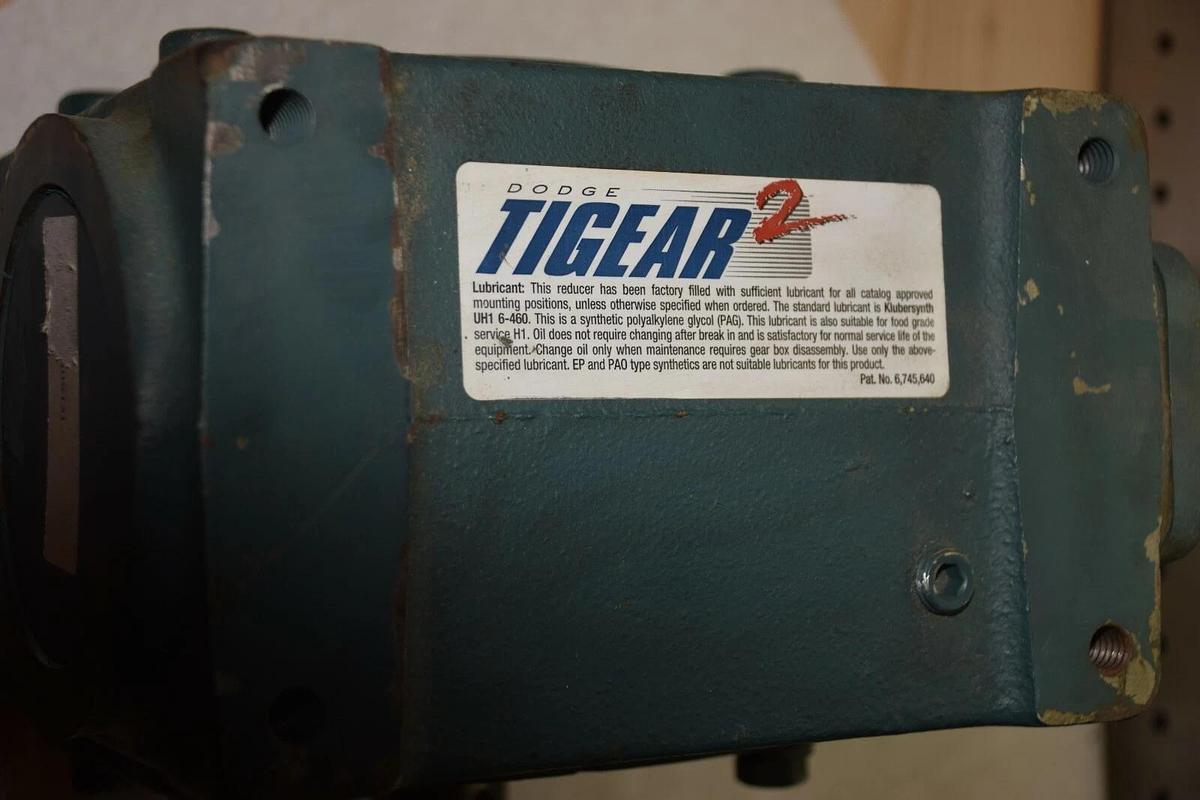 DODGE
TIGEAR 2
Lubricant: This reducer has been factory filled with sufficient lubricant for all catalog approved
mounting positions, unless otherwise specified when ordered. The standard lubricant is Klubersynth
UH1 6-460. This is a synthetic polyalkylene glycol (PAG). This lubricant is also suitable for food grade
service H1. Oil does not require changing after break in and is satisfactory for normal service life of the
equipment. Change oil only when maintenance requires gear box disassembly. Use only the above-
specified lubricant. EP and PAO type synthetics are not suitable lubricants for this product.
Pat. No. 6,745,640